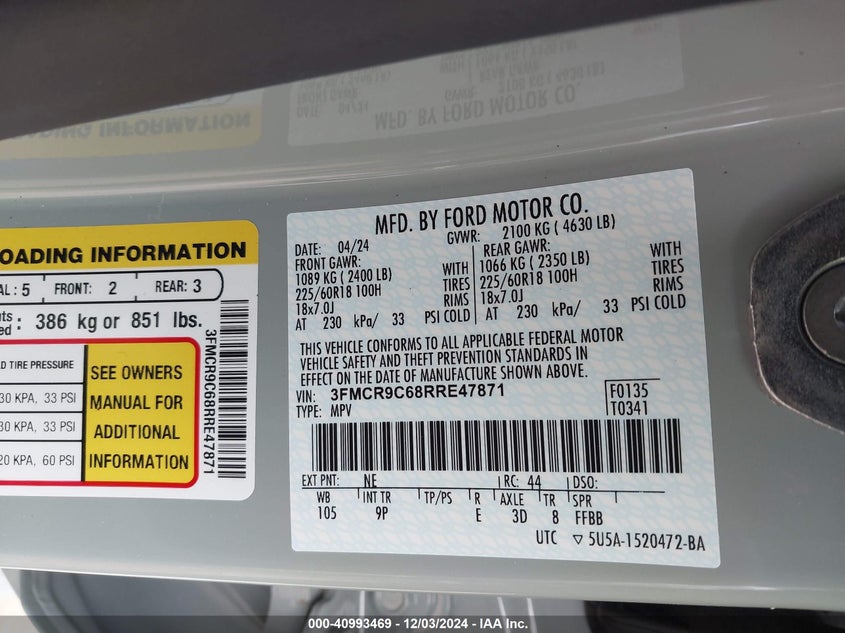 OADING INFORMATION
AL: 5 FRONT: 2 REAR: 3
386 kg or 851 lbs.
D TIRE PRESSURE
30 KPA, 33 PSI
30 KPA, 33 PSI
20 KPA, 60 PSI
SEE OWNERS
MANUAL FOR
ADDITIONAL
INFORMATION
3FMCR9C68RRE47871
MFD. BY FORD MOTOR CO.
DATE: 04/24 GVWR: 2100 KG ( 4630 LB)
FRONT GAWR: REAR GAWR:
1089 KG ( 2400 LB) WITH 1066 KG ( 2350 LB) WITH
225/60R18 100H TIRES 225/60R18 100H TIRES
18x7.0J RIMS 18x7.0J RIMS
AT 230 kPa/ 33 PSI COLD AT 230 kPa/ 33 PSI COLD
THIS VEHICLE CONFORMS TO ALL APPLICABLE FEDERAL MOTOR
VEHICLE SAFETY AND THEFT PREVENTION STANDARDS IN
EFFECT ON THE DATE OF MANUFACTURE SHOWN ABOVE.
VIN: 3FMCR9C68RRE47871 F0135
TYPE: MPV T0341
EXT PNT: NE RC: 44 DSO:
WB INT TR TP/PS R AXLE TR SPR
105 9P E 3D 8 FFBB
UTC ▽ 5U5A-1520472-BA
000-40993469 - 12/03/2024 - IAA Inc.